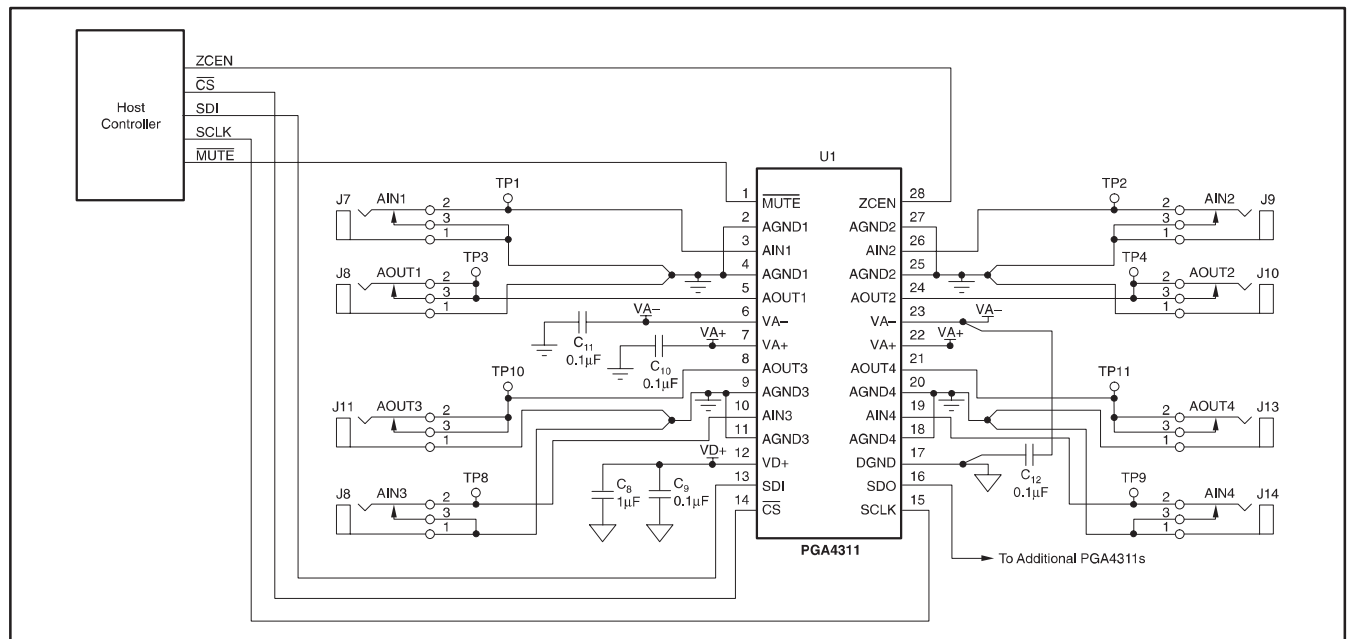 ZCEN
CS
SDI
SCLK
MUTE
Host
Controller
U1
PGA4311
1 MUTE
2 AGND1
3 AIN1
4 AGND1
5 AOUT1
6 VA–
7 VA+
8 AOUT3
9 AGND3
10 AIN3
11 AGND3
12 VD+
13 SDI
14 CS
ZCEN 28
AGND2 27
AIN2 26
AGND2 25
AOUT2 24
VA– 23
VA+ 22
AOUT4 21
AGND4 20
AIN4 19
AGND4 18
DGND 17
SDO 16
SCLK 15
J7 AIN1 2 3 1
TP1
J8 AOUT1 2 3 1
TP3
VA–
C11
0.1µF
VA+
C10
0.1µF
TP10
J11 AOUT3 2 3 1
VD+
C8
1µF
C9
0.1µF
J8 AIN3 2 3 1
TP8
TP2
2 3 1 AIN2 J9
TP4
2 3 1 AOUT2 J10
VA–
VA+
TP11
2 3 1 AOUT4 J13
C12
0.1µF
TP9
2 3 1 AIN4 J14
To Additional PGA4311s